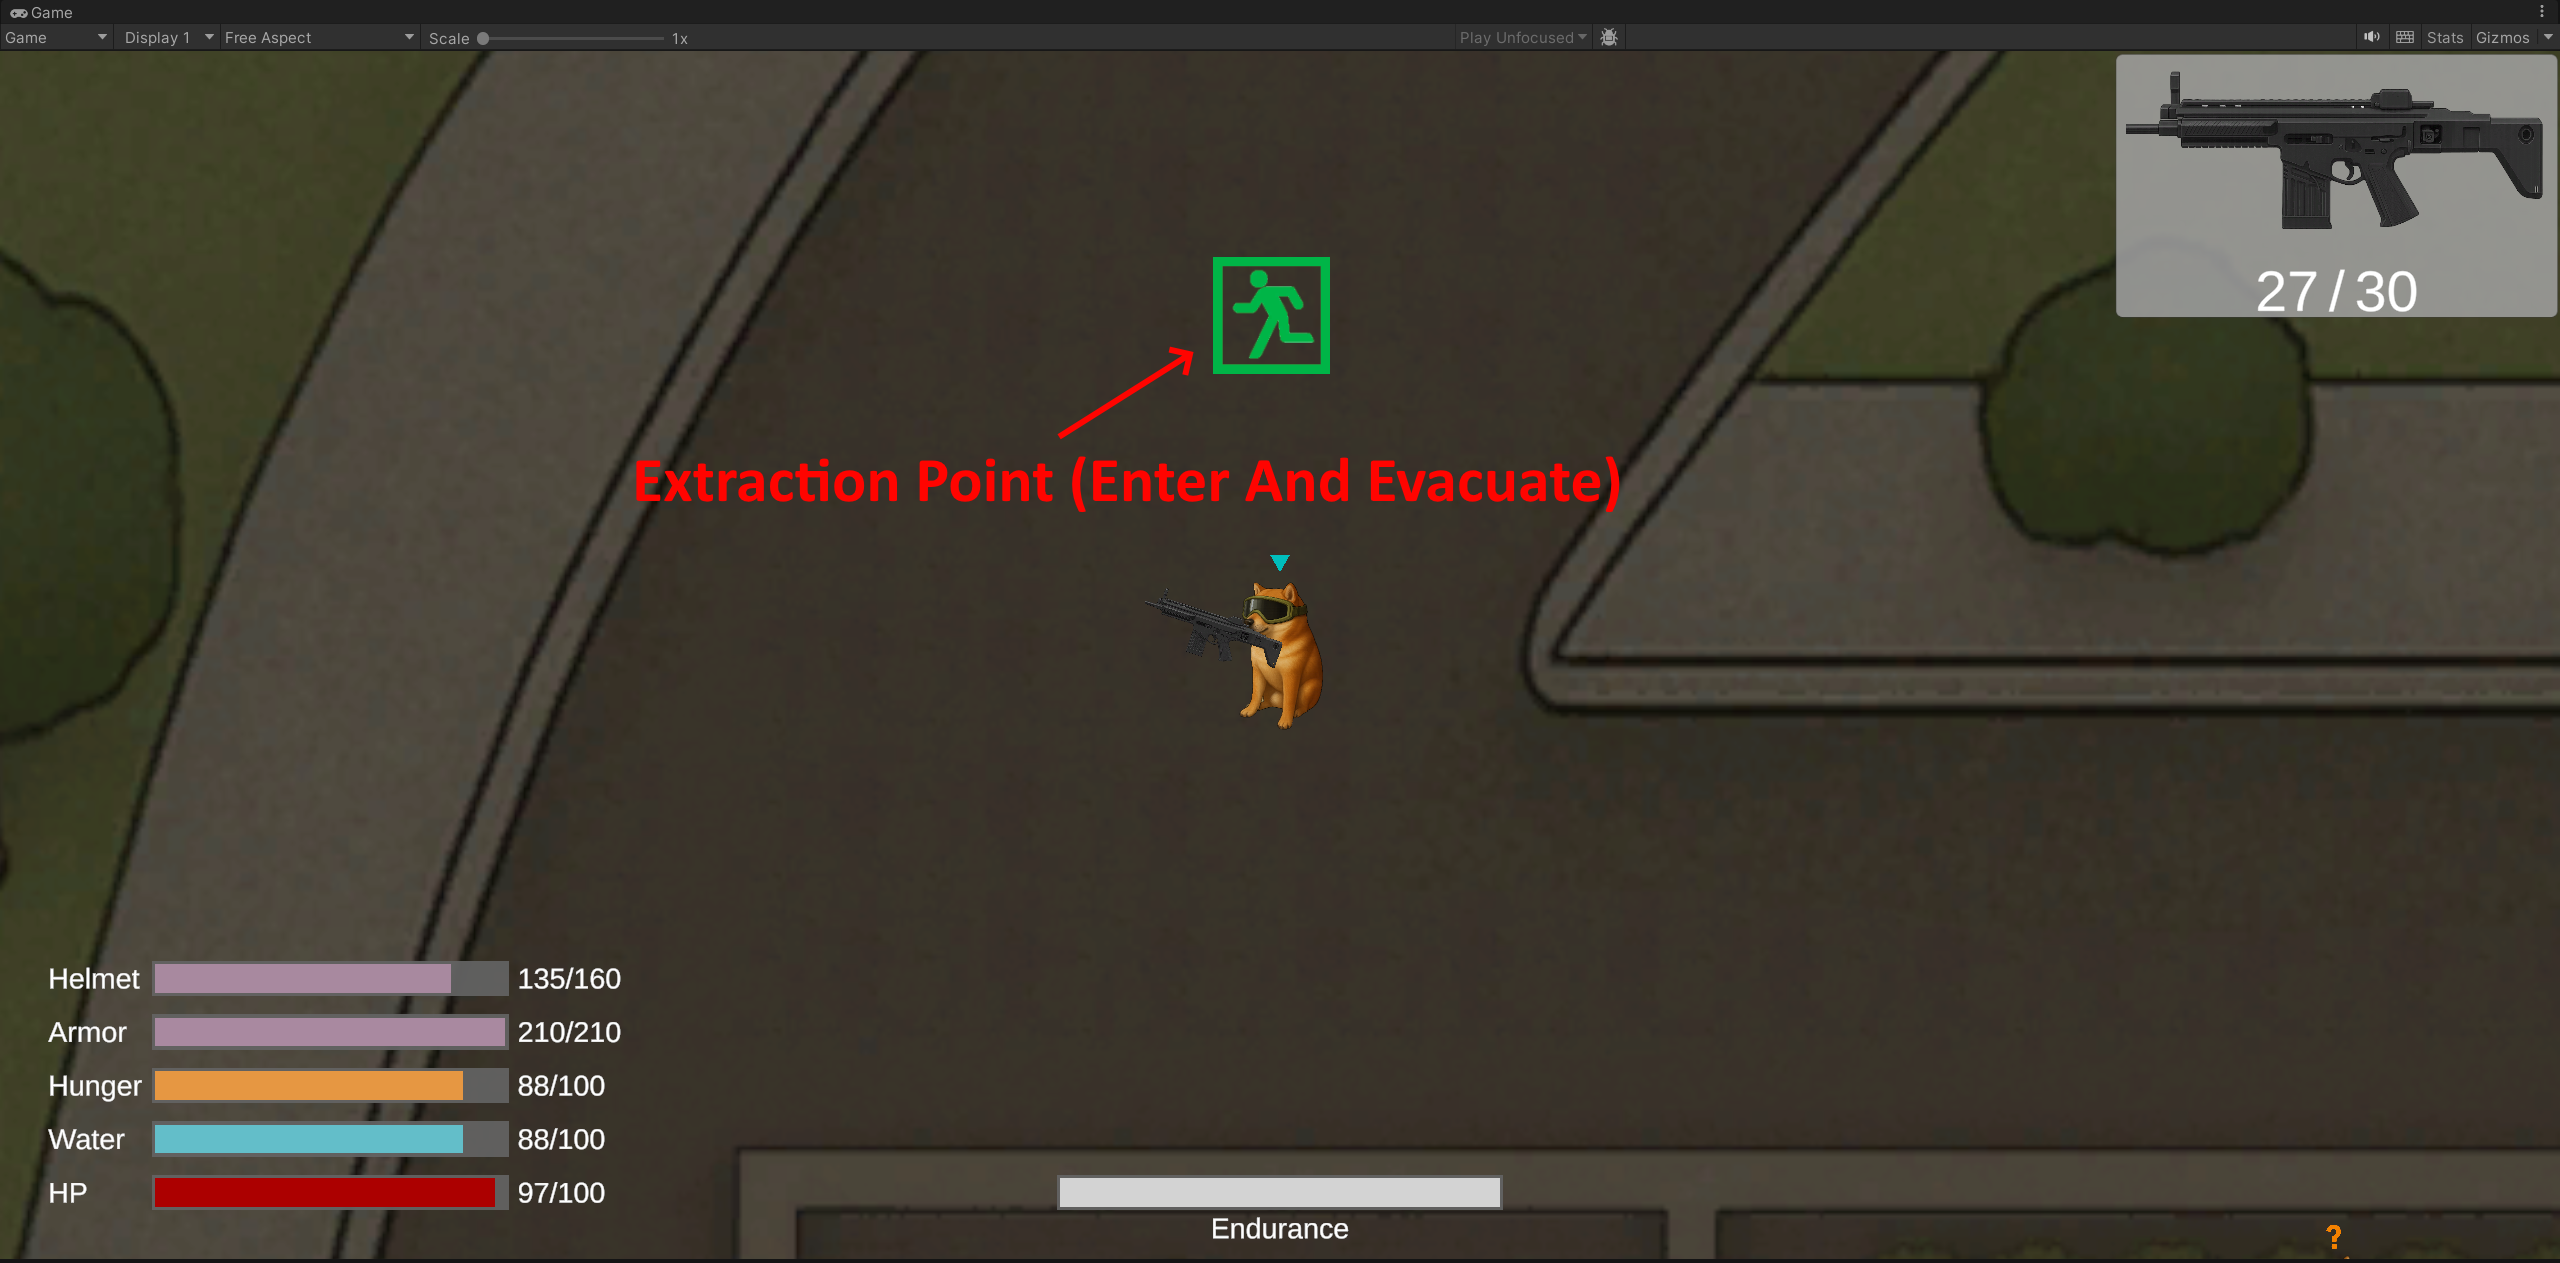 Game
Game Display 1 Free Aspect Scale 1x Play Unfocused Stats Gizmos
27/30
Extraction Point (Enter And Evacuate)
Helmet 135/160
Armor 210/210
Hunger 88/100
Water 88/100
HP 97/100
Endurance
?